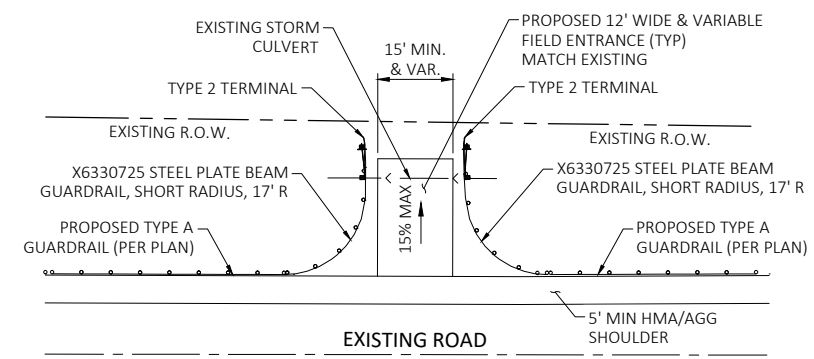 EXISTING STORM
CULVERT
15' MIN.
& VAR.
PROPOSED 12' WIDE & VARIABLE
FIELD ENTRANCE (TYP)
MATCH EXISTING
TYPE 2 TERMINAL
TYPE 2 TERMINAL
EXISTING R.O.W.
EXISTING R.O.W.
X6330725 STEEL PLATE BEAM
GUARDRAIL, SHORT RADIUS, 17' R
X6330725 STEEL PLATE BEAM
GUARDRAIL, SHORT RADIUS, 17' R
15% MAX
PROPOSED TYPE A
GUARDRAIL (PER PLAN)
PROPOSED TYPE A
GUARDRAIL (PER PLAN)
5' MIN HMA/AGG
SHOULDER
EXISTING ROAD